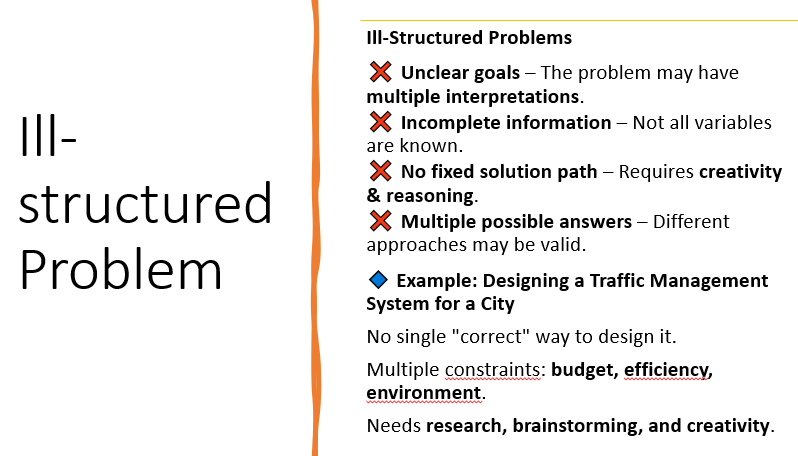 Ill-
structured
Problem
Ill-Structured Problems
❌ Unclear goals – The problem may have
multiple interpretations.
❌ Incomplete information – Not all variables
are known.
❌ No fixed solution path – Requires creativity
& reasoning.
❌ Multiple possible answers – Different
approaches may be valid.
🔷 Example: Designing a Traffic Management
System for a City
No single "correct" way to design it.
Multiple constraints: budget, efficiency,
environment.
Needs research, brainstorming, and creativity.